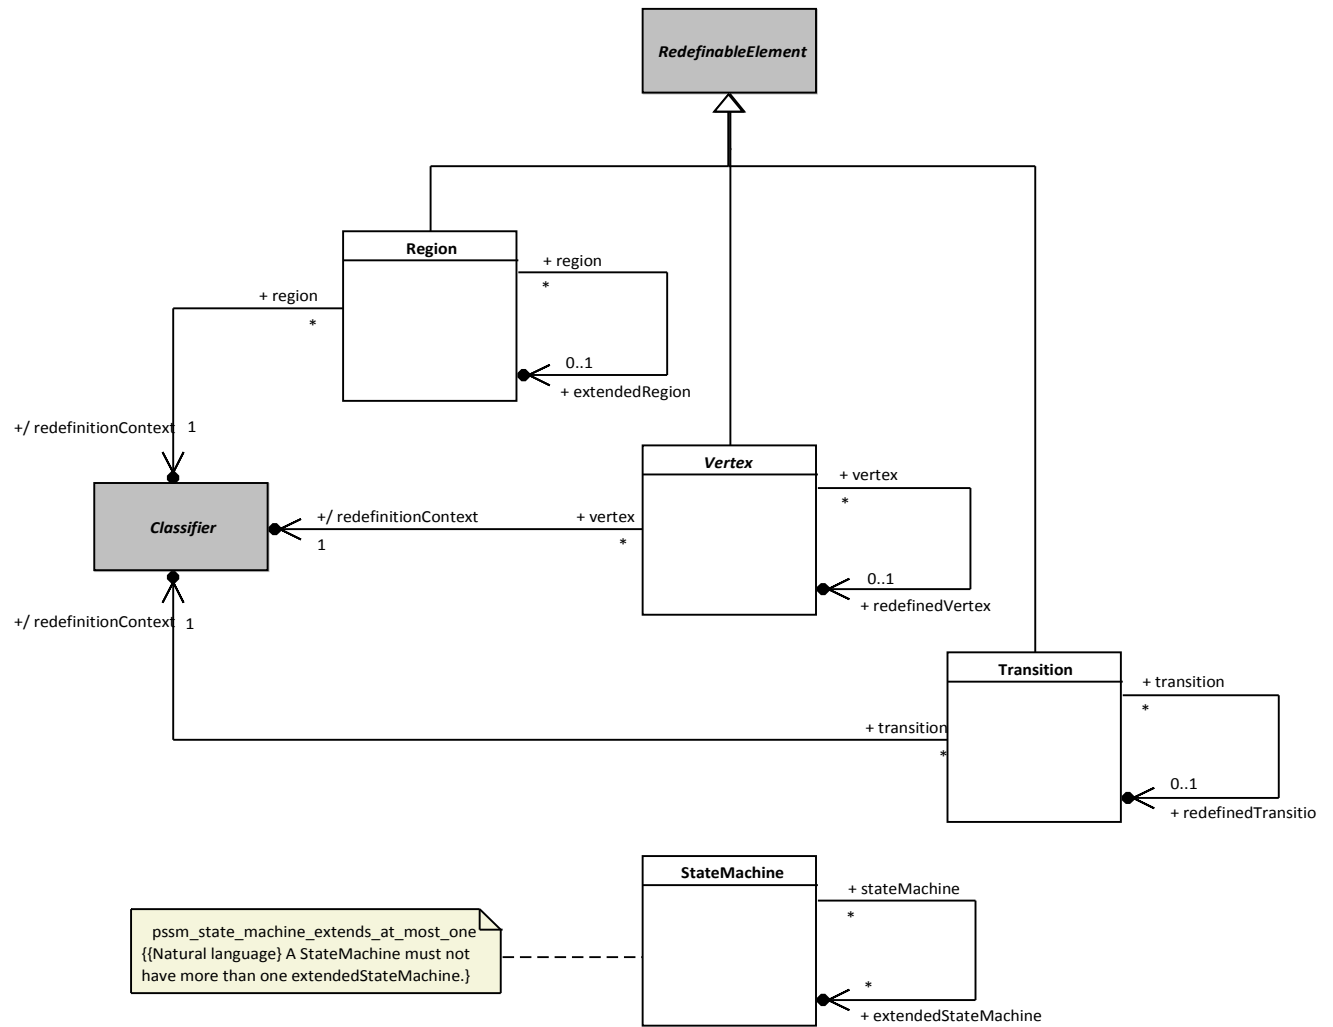 RedefinableElement
Region
+ region
*
+ region
*
0..1
+ extendedRegion
+/ redefinitionContext 1
Vertex
+ vertex
*
Classifier
+/ redefinitionContext
1
+ vertex
*
0..1
+ redefinedVertex
+/ redefinitionContext 1
Transition
+ transition
*
+ transition
*
0..1
+ redefinedTransitio
StateMachine
+ stateMachine
*
pssm_state_machine_extends_at_most_one
{{Natural language} A StateMachine must not
have more than one extendedStateMachine.}
*
+ extendedStateMachine